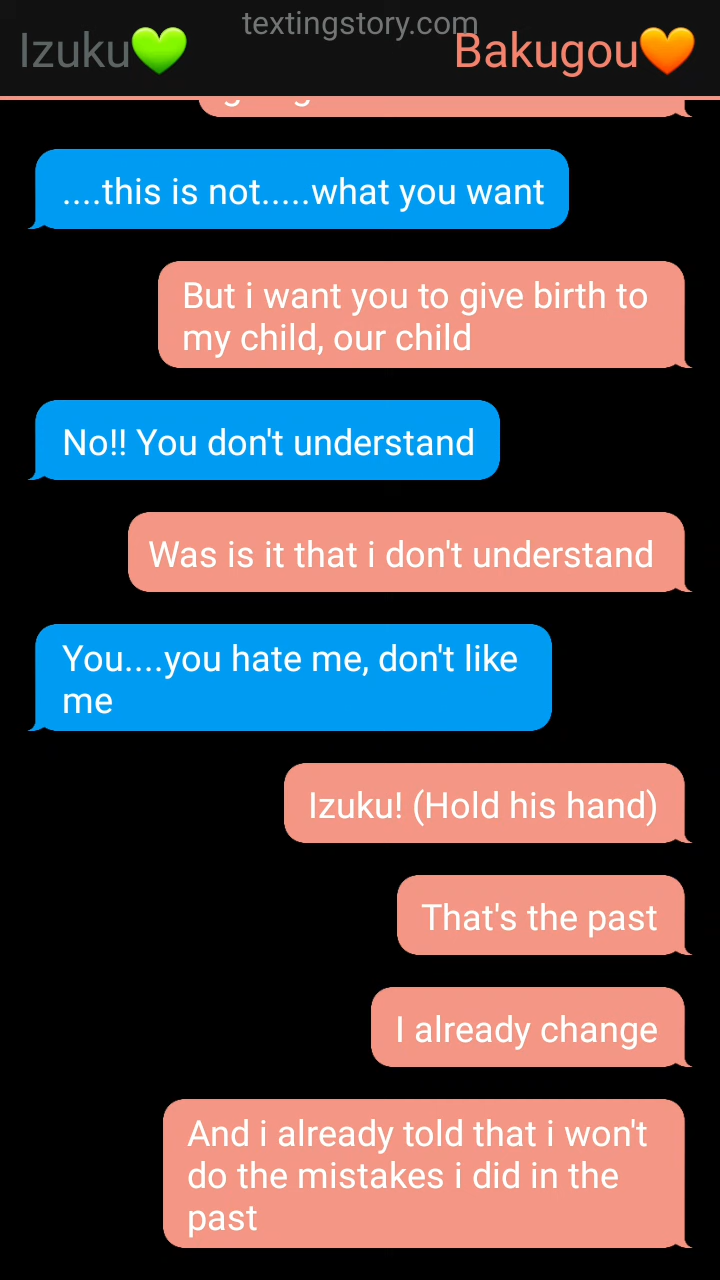 textingstory.com
Izuku💚
Bakugou🧡
....this is not.....what you want
But i want you to give birth to
my child, our child
No!! You don't understand
Was is it that i don't understand
You....you hate me, don't like
me
Izuku! (Hold his hand)
That's the past
I already change
And i already told that i won't
do the mistakes i did in the
past